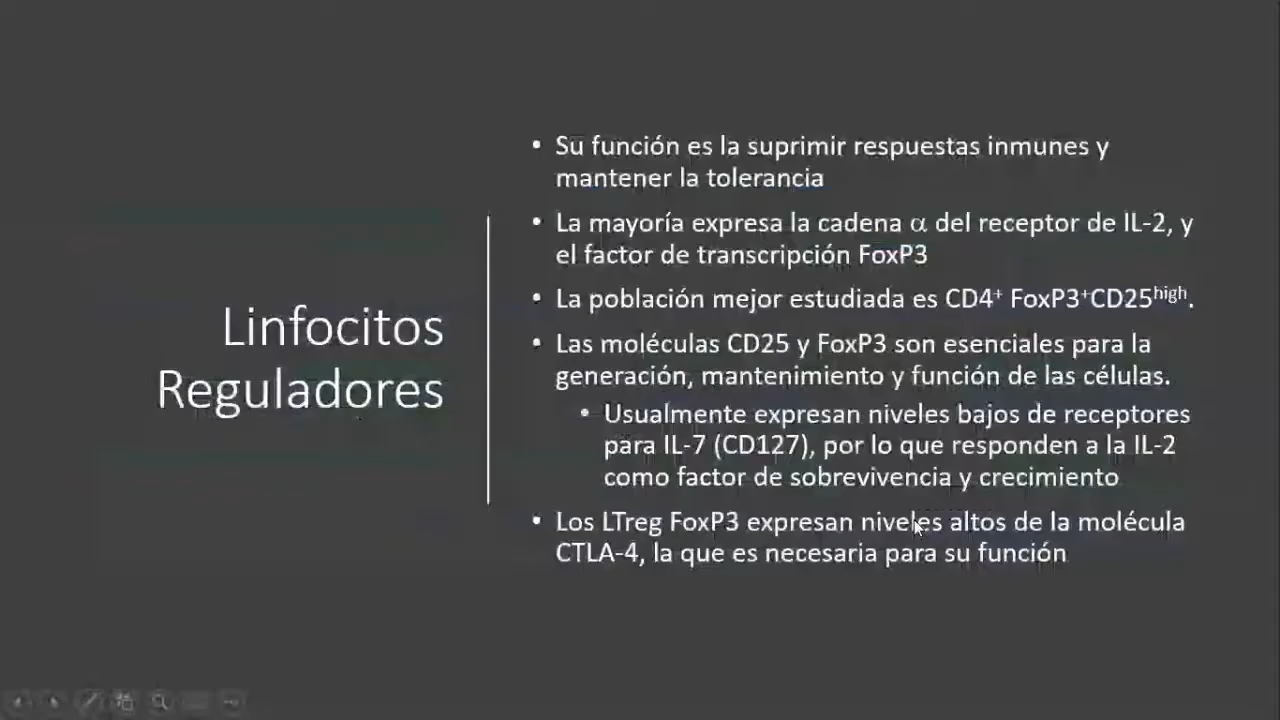 Linfocitos
Reguladores
• Su función es la suprimir respuestas inmunes y
mantener la tolerancia
• La mayoría expresa la cadena α del receptor de IL-2, y
el factor de transcripción FoxP3
• La población mejor estudiada es CD4⁺ FoxP3⁺CD25ʰⁱᵍʰ.
• Las moléculas CD25 y FoxP3 son esenciales para la
generación, mantenimiento y función de las células.
• Usualmente expresan niveles bajos de receptores
para IL-7 (CD127), por lo que responden a la IL-2
como factor de sobrevivencia y crecimiento
• Los LTreg FoxP3 expresan niveles altos de la molécula
CTLA-4, la que es necesaria para su función